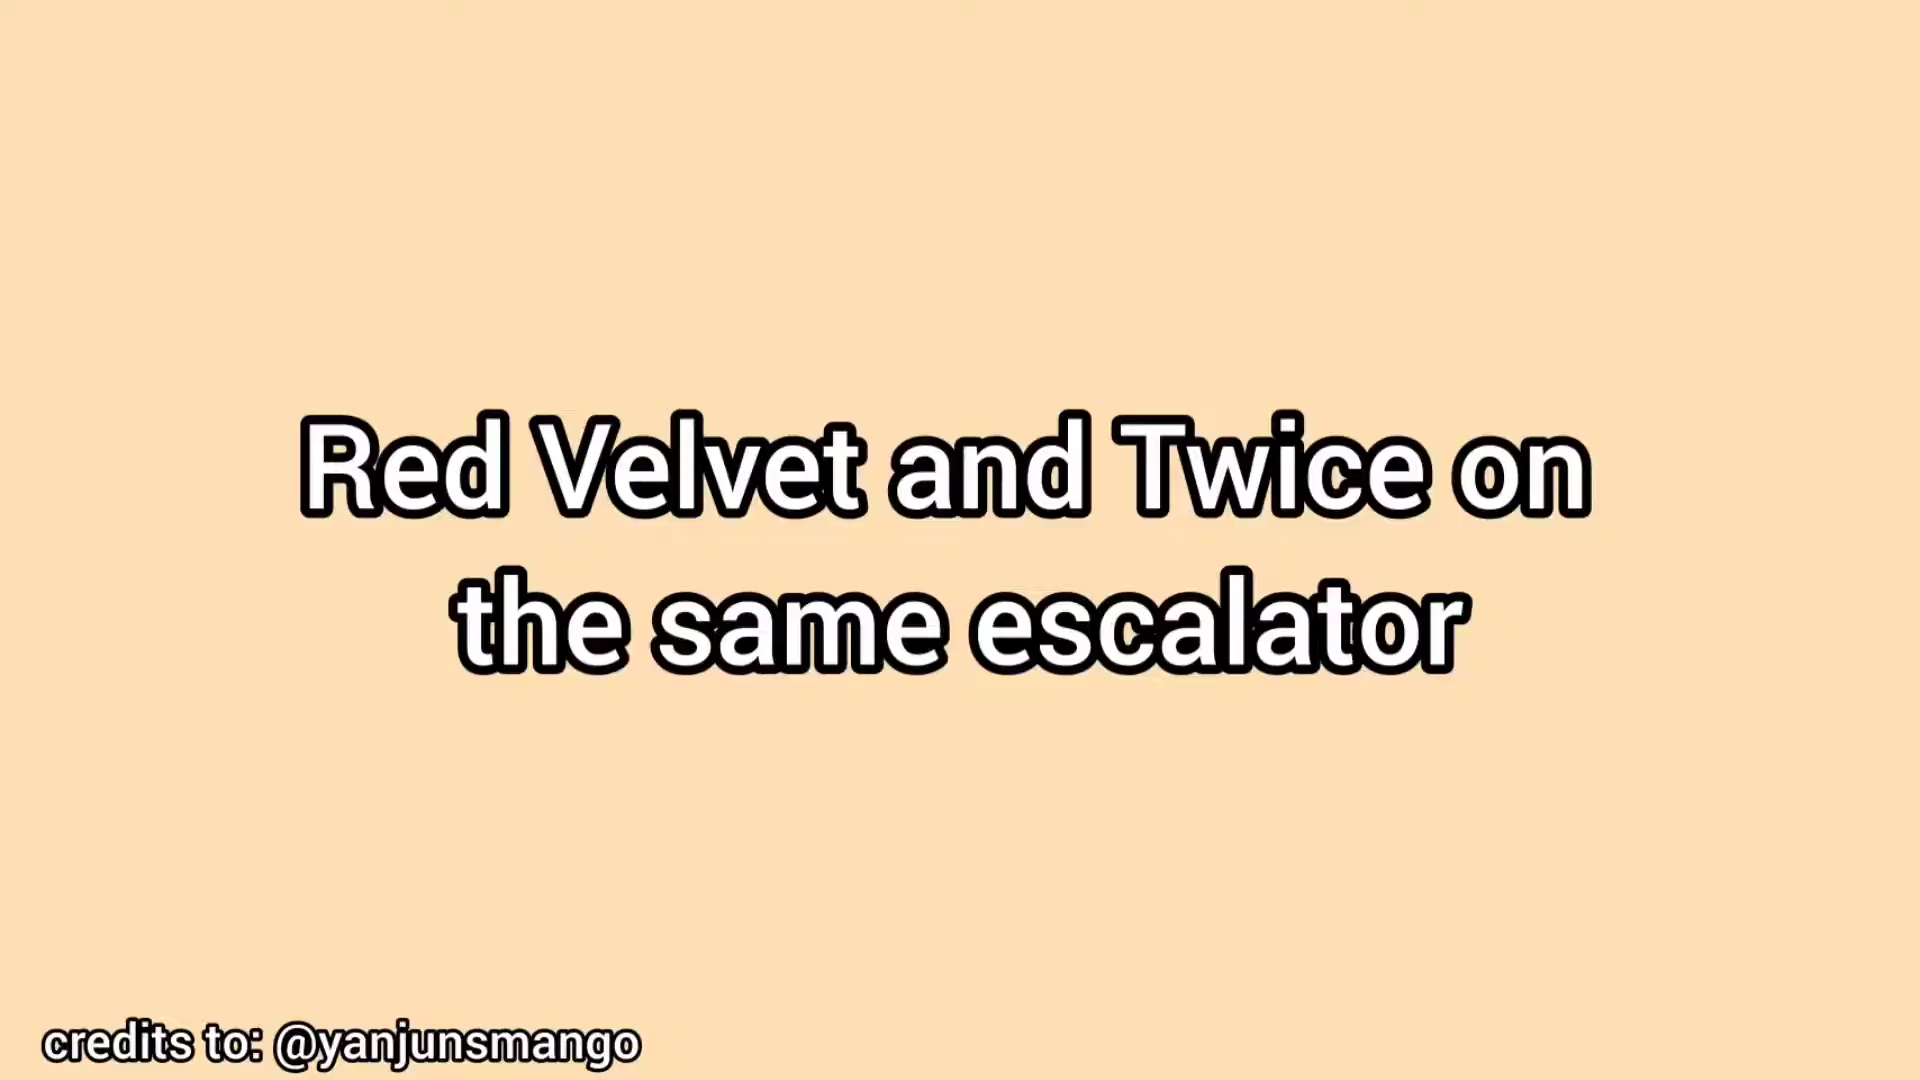 Red Velvet and Twice on
the same escalator
credits to: @yanjunsmango